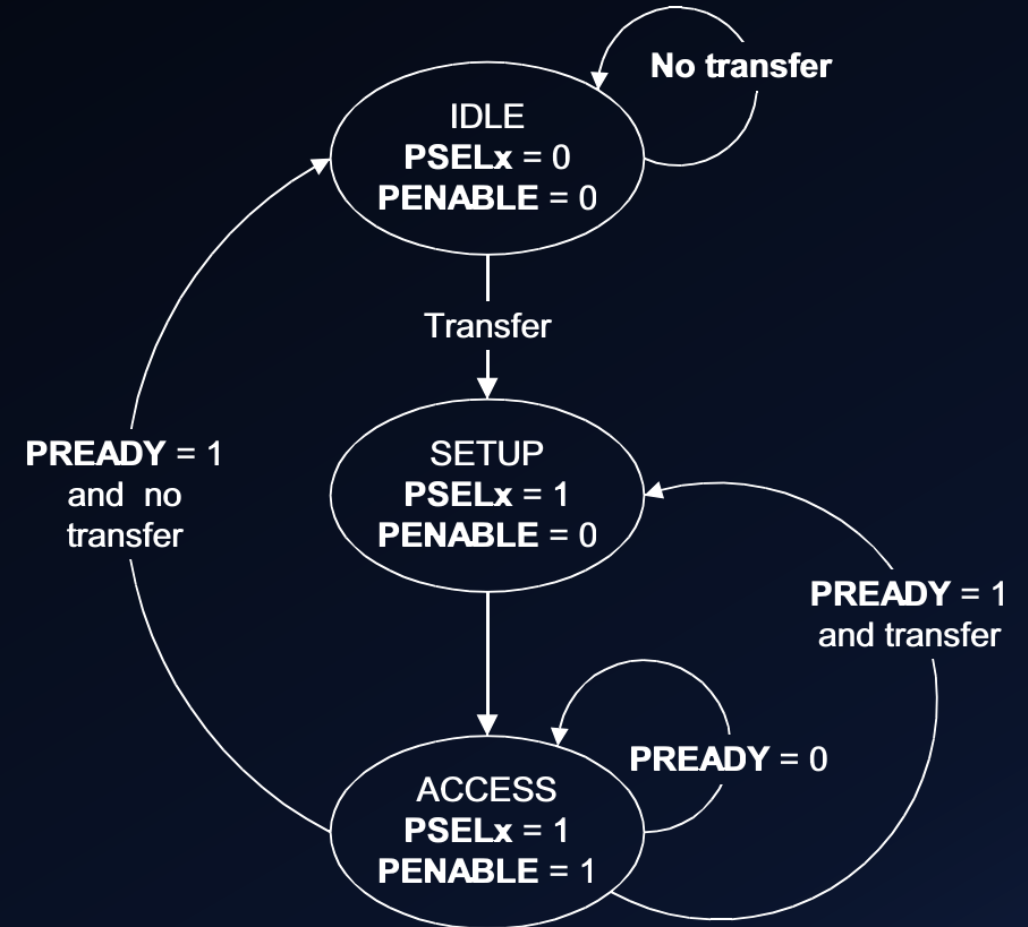 No transfer
IDLE
PSELx = 0
PENABLE = 0
Transfer
PREADY = 1
and no
transfer
SETUP
PSELx = 1
PENABLE = 0
PREADY = 1
and transfer
PREADY = 0
ACCESS
PSELx = 1
PENABLE = 1